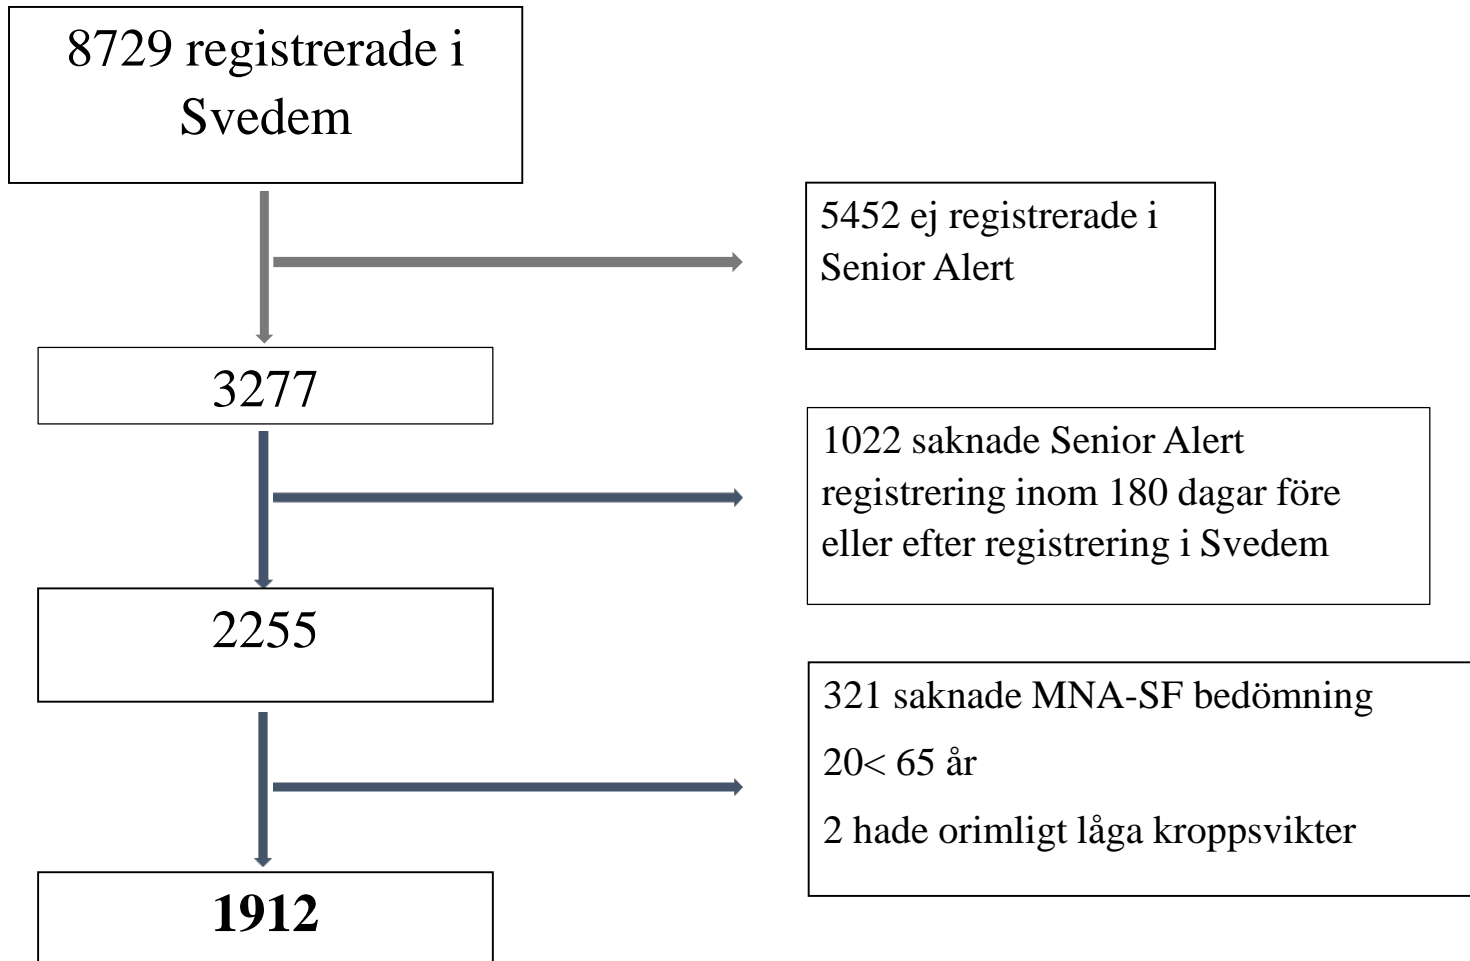 8729 registrerade i
Svedem
5452 ej registrerade i
Senior Alert
3277
1022 saknade Senior Alert
registrering inom 180 dagar före
eller efter registrering i Svedem
2255
321 saknade MNA-SF bedömning
20< 65 år
2 hade orimligt låga kroppsvikter
1912